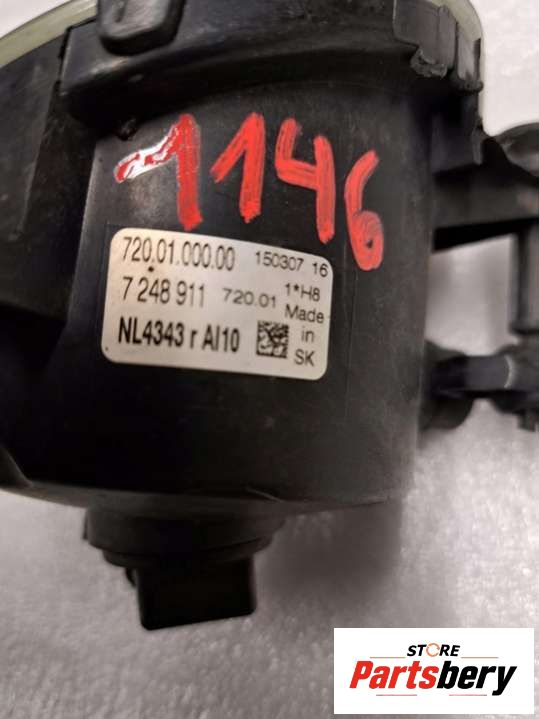 1146
720.01.000.00 150307 16
7 248 911 720.01 1*H8
Made
NL4343 r AI10 in
SK
STORE
Partsbery